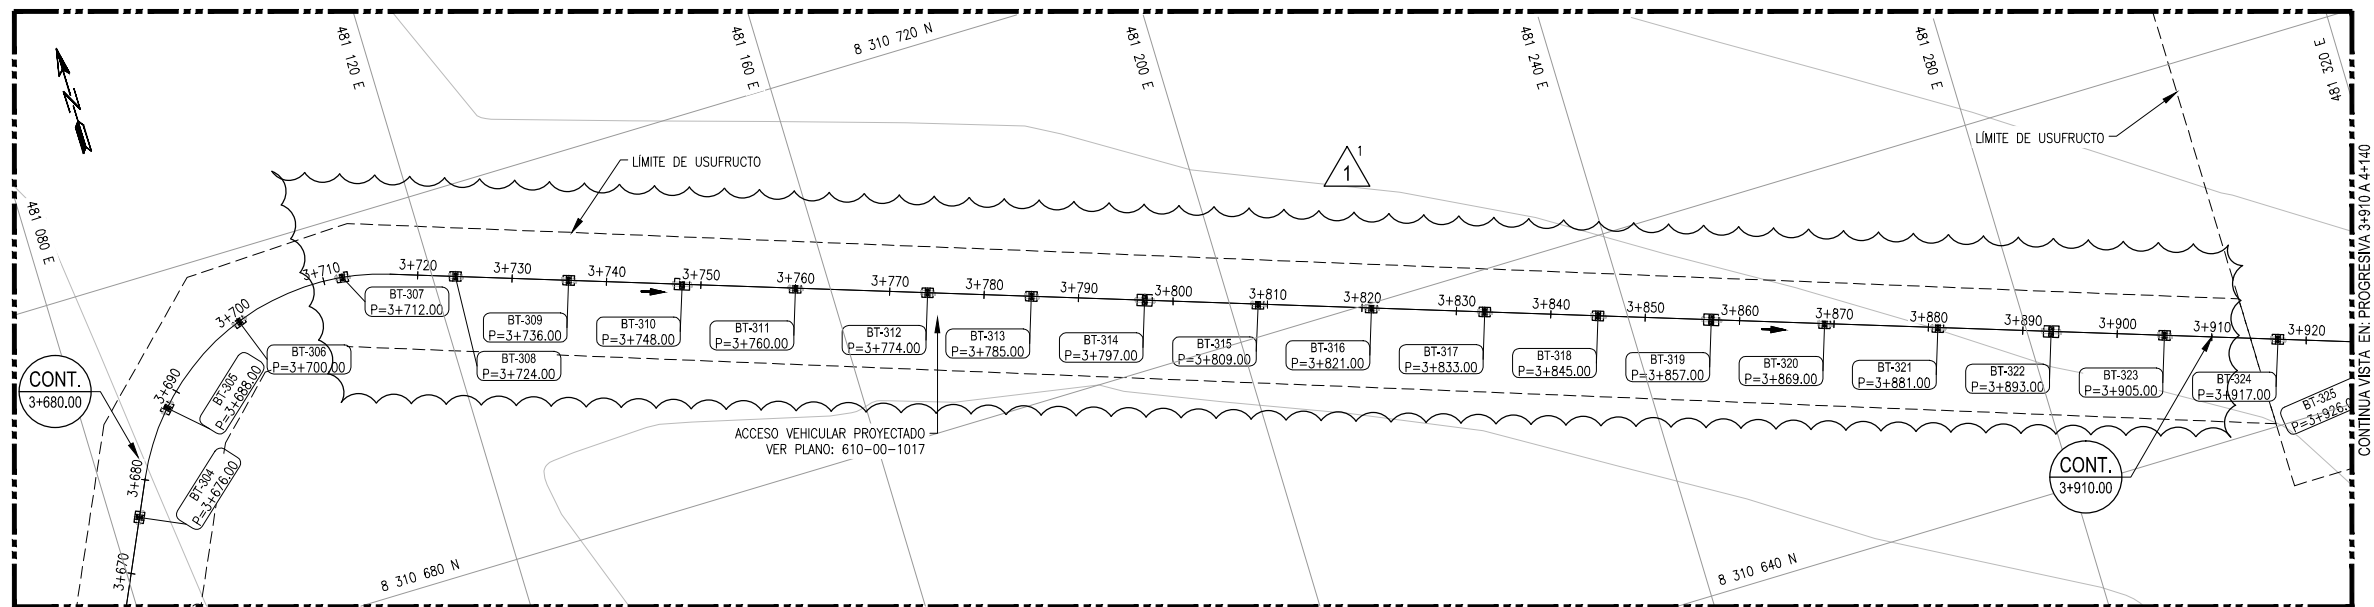 481 120 E
481 160 E
8 310 720 N
481 200 E
481 240 E
481 280 E
481 320 E
N
LÍMITE DE USUFRUCTO
1
1
LÍMITE DE USUFRUCTO
481 080 E
3+670
3+680
3+690
3+700
3+710
3+720
3+730
3+740
3+750
3+760
3+770
3+780
3+790
3+800
3+810
3+820
3+830
3+840
3+850
3+860
3+870
3+880
3+890
3+900
3+910
3+920
BT-304
P=3+676.00
BT-305
P=3+688.00
BT-306
P=3+700.00
BT-307
P=3+712.00
BT-308
P=3+724.00
BT-309
P=3+736.00
BT-310
P=3+748.00
BT-311
P=3+760.00
BT-312
P=3+774.00
BT-313
P=3+785.00
BT-314
P=3+797.00
BT-315
P=3+809.00
BT-316
P=3+821.00
BT-317
P=3+833.00
BT-318
P=3+845.00
BT-319
P=3+857.00
BT-320
P=3+869.00
BT-321
P=3+881.00
BT-322
P=3+893.00
BT-323
P=3+905.00
BT-324
P=3+917.00
BT-325
P=3+926.0
CONT.
3+680.00
ACCESO VEHICULAR PROYECTADO
VER PLANO: 610-00-1017
CONT.
3+910.00
8 310 680 N
8 310 640 N
CONTINUA VISTA EN: PROGRESIVA 3+910 A 4+140